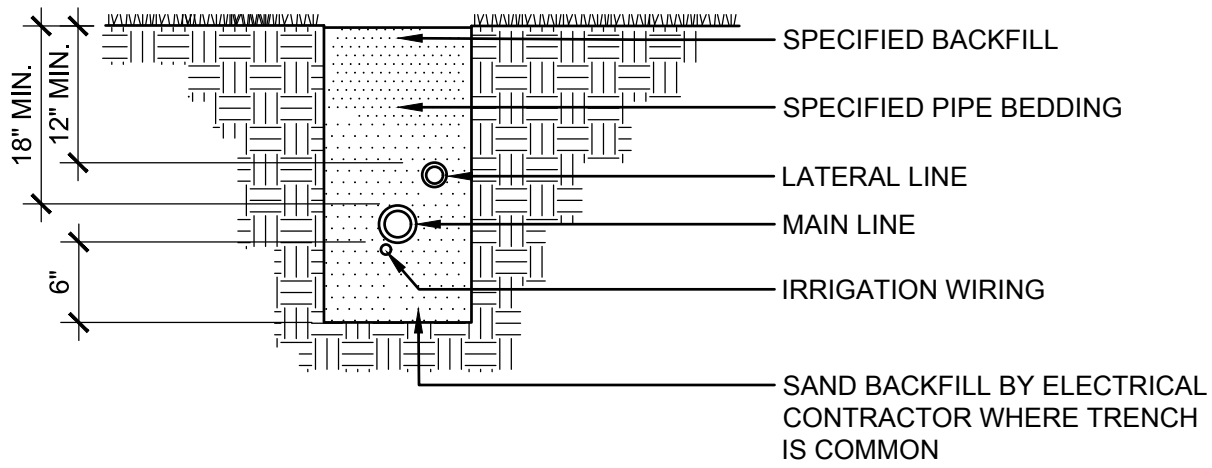 18" MIN.
12" MIN.
6"
SPECIFIED BACKFILL
SPECIFIED PIPE BEDDING
LATERAL LINE
MAIN LINE
IRRIGATION WIRING
SAND BACKFILL BY ELECTRICAL
CONTRACTOR WHERE TRENCH
IS COMMON